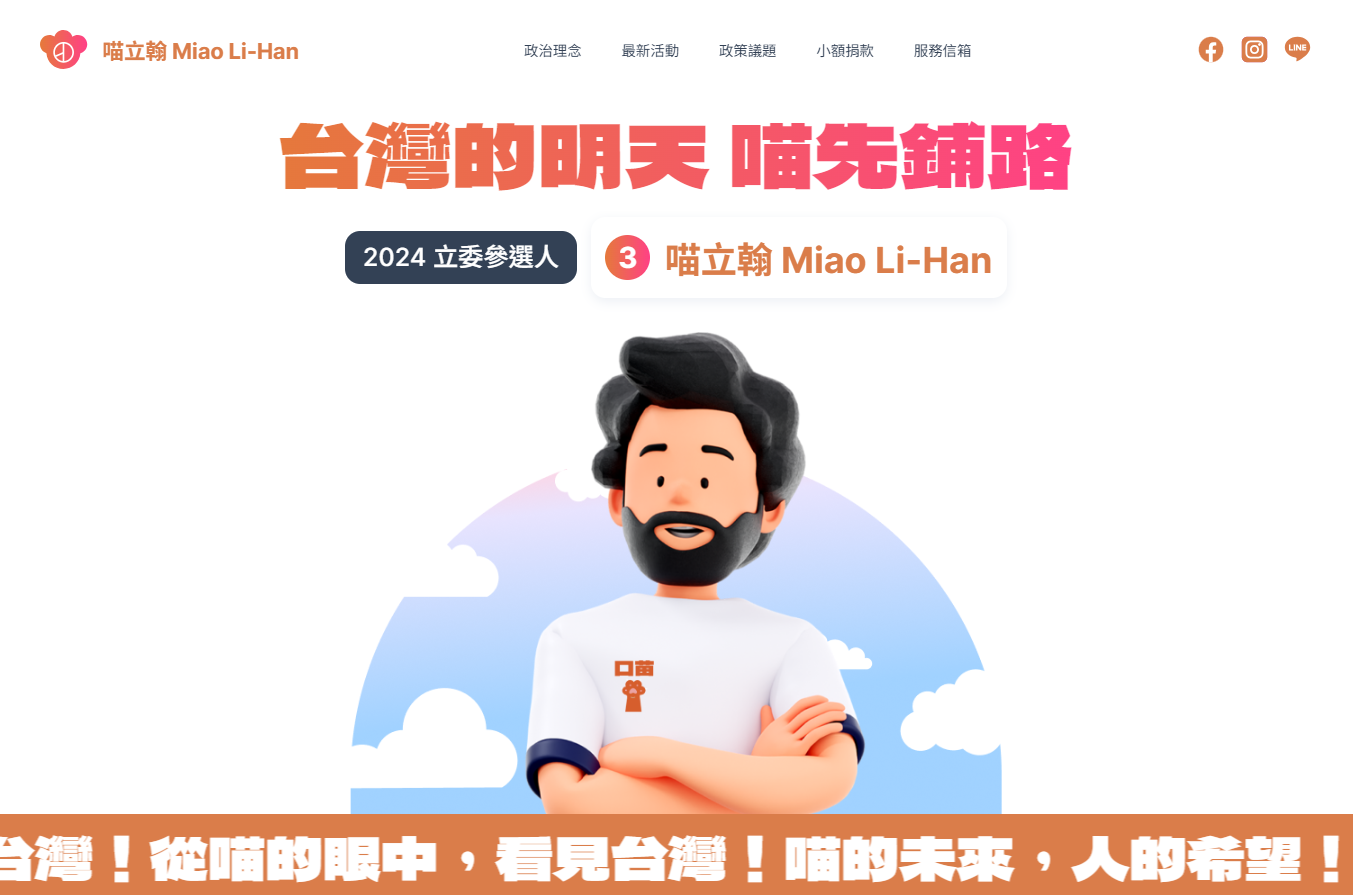 喵立翰 Miao Li-Han
政治理念 最新活動 政策議題 小額捐款 服務信箱
LINE
台灣的明天 喵先鋪路
2024 立委參選人
3 喵立翰 Miao Li-Han
口苗
台灣！從喵的眼中，看見台灣！喵的未來，人的希望！